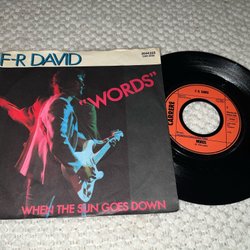 F-R DAVID
"WORDS"
WHEN THE SUN GOES DOWN
CARRERE
F.R. DAVID
WORDS